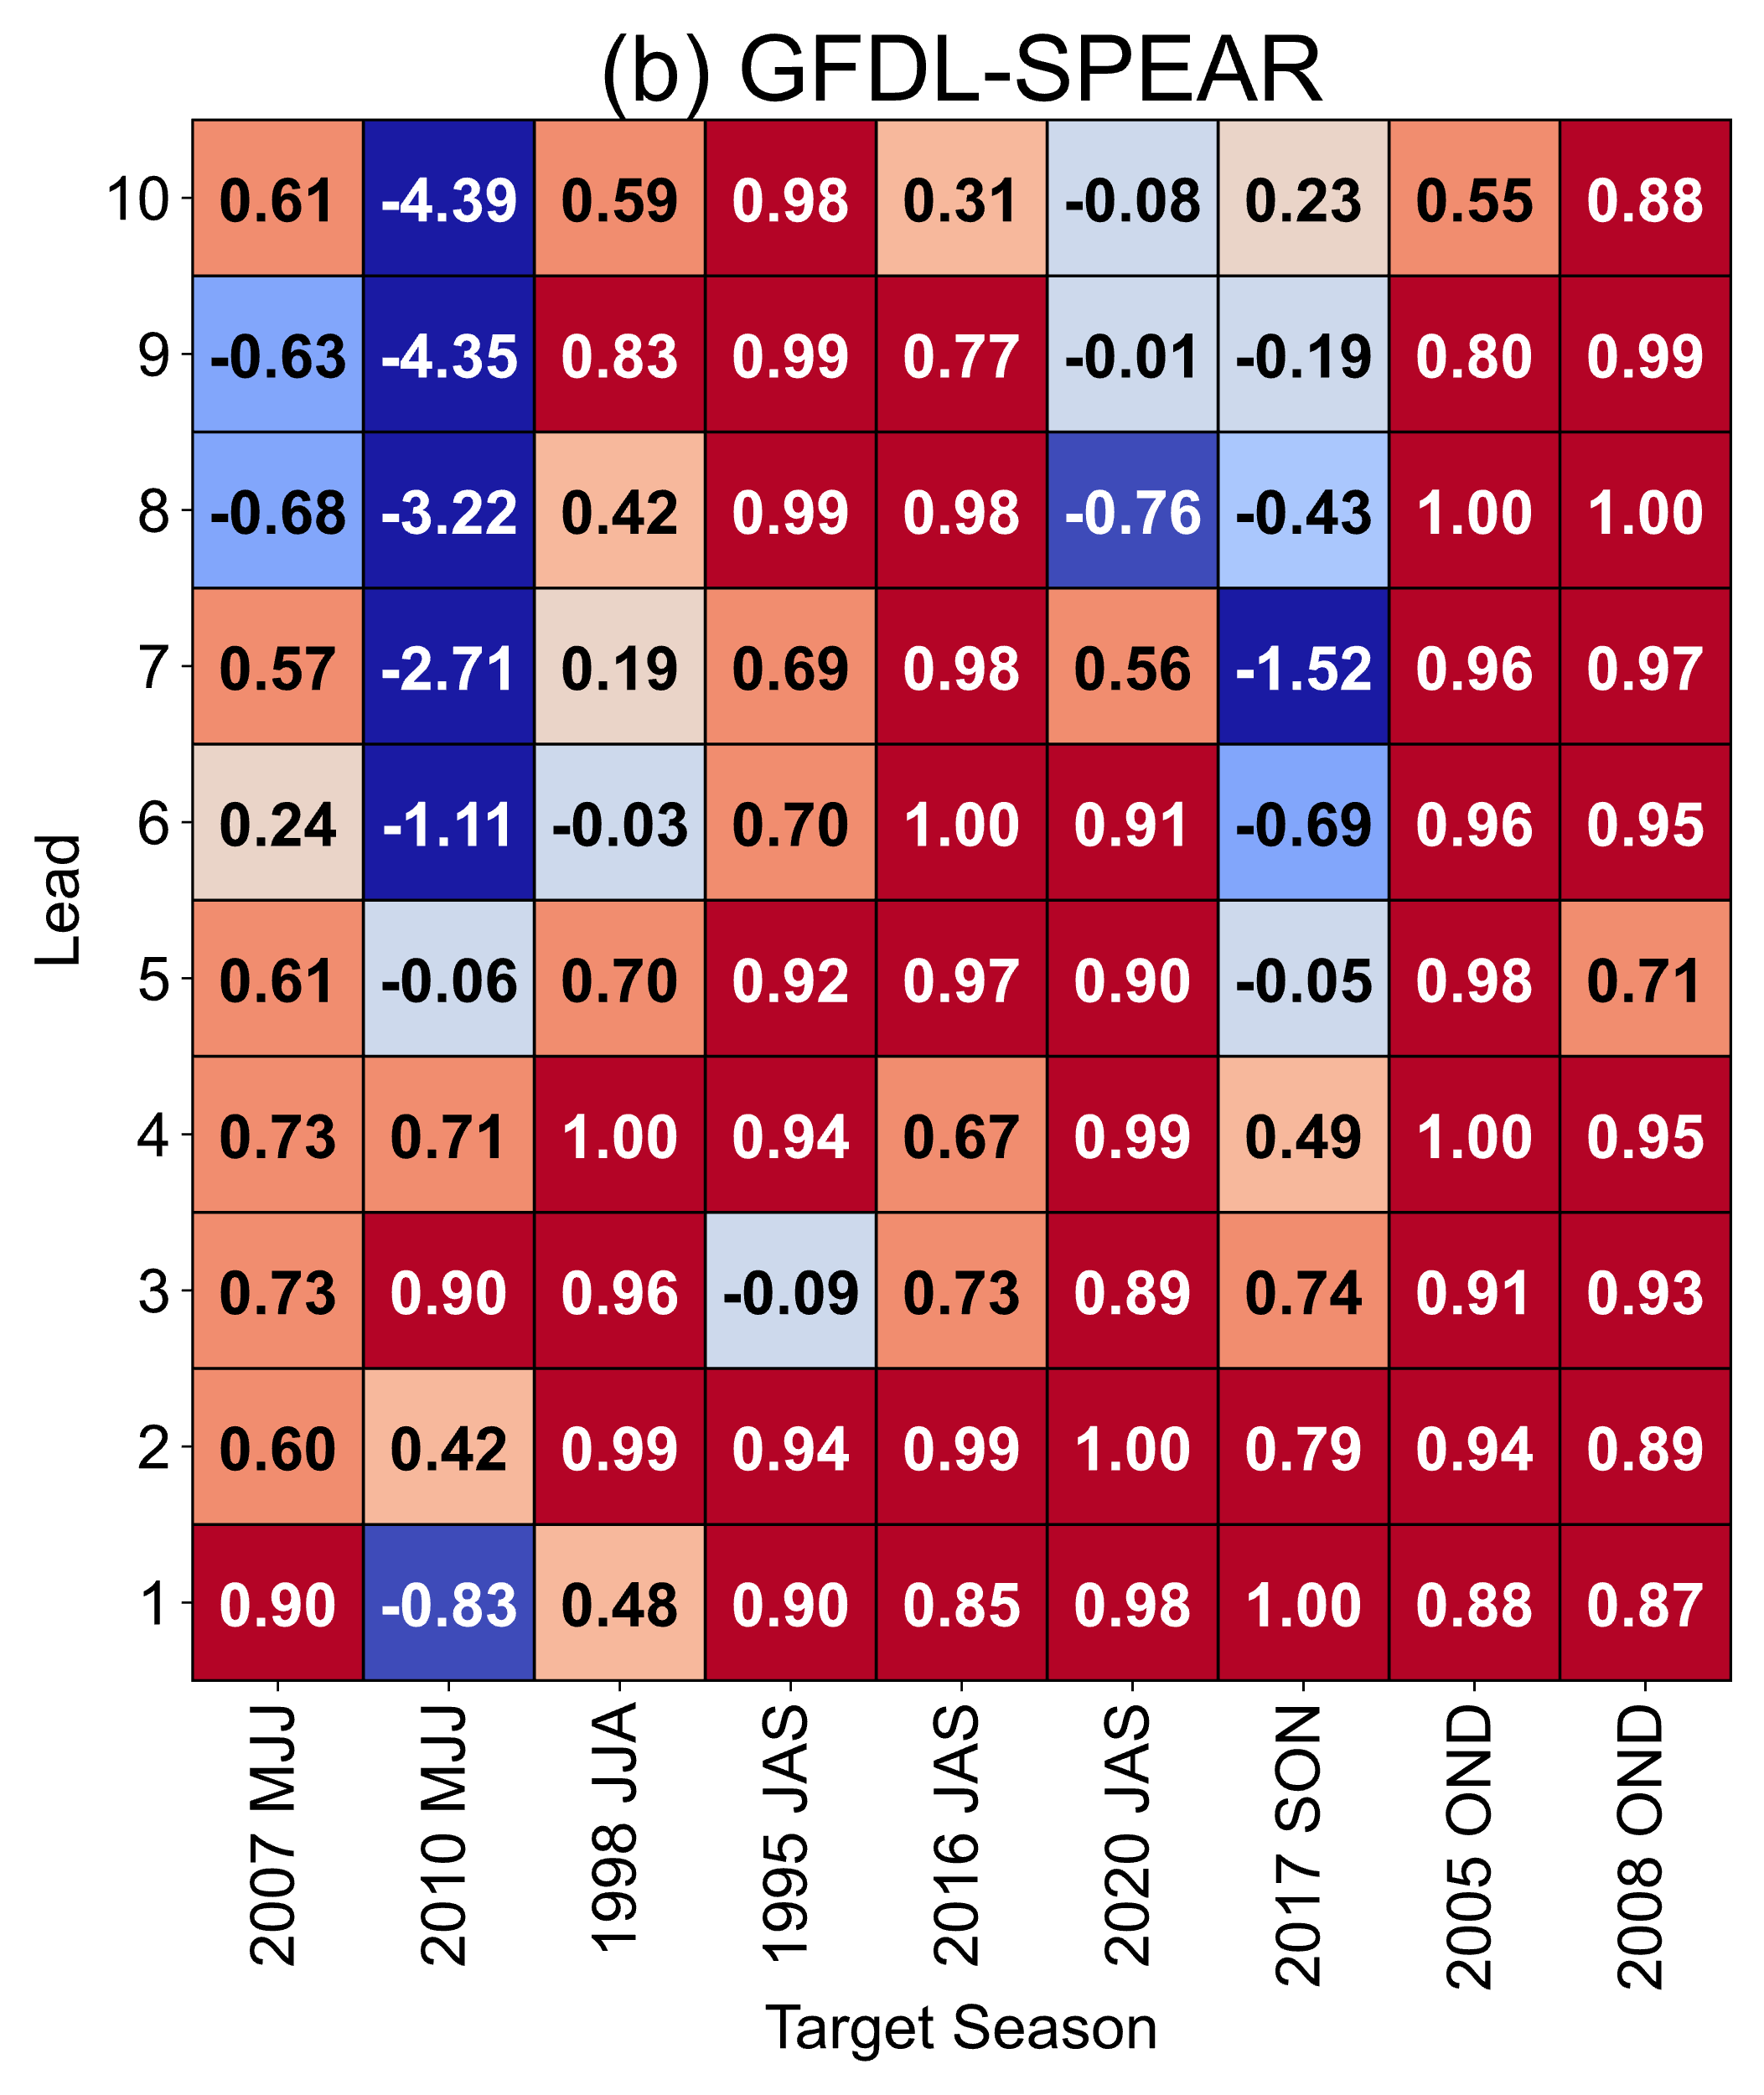 (b) GFDL-SPEAR
10 0.61 -4.39 0.59 0.98 0.31 -0.08 0.23 0.55 0.88
9 -0.63 -4.35 0.83 0.99 0.77 -0.01 -0.19 0.80 0.99
8 -0.68 -3.22 0.42 0.99 0.98 -0.76 -0.43 1.00 1.00
7 0.57 -2.71 0.19 0.69 0.98 0.56 -1.52 0.96 0.97
6 0.24 -1.11 -0.03 0.70 1.00 0.91 -0.69 0.96 0.95
Lead
5 0.61 -0.06 0.70 0.92 0.97 0.90 -0.05 0.98 0.71
4 0.73 0.71 1.00 0.94 0.67 0.99 0.49 1.00 0.95
3 0.73 0.90 0.96 -0.09 0.73 0.89 0.74 0.91 0.93
2 0.60 0.42 0.99 0.94 0.99 1.00 0.79 0.94 0.89
1 0.90 -0.83 0.48 0.90 0.85 0.98 1.00 0.88 0.87
2007 MJJ
2010 MJJ
1998 JJA
1995 JAS
2016 JAS
2020 JAS
2017 SON
2005 OND
2008 OND
Target Season